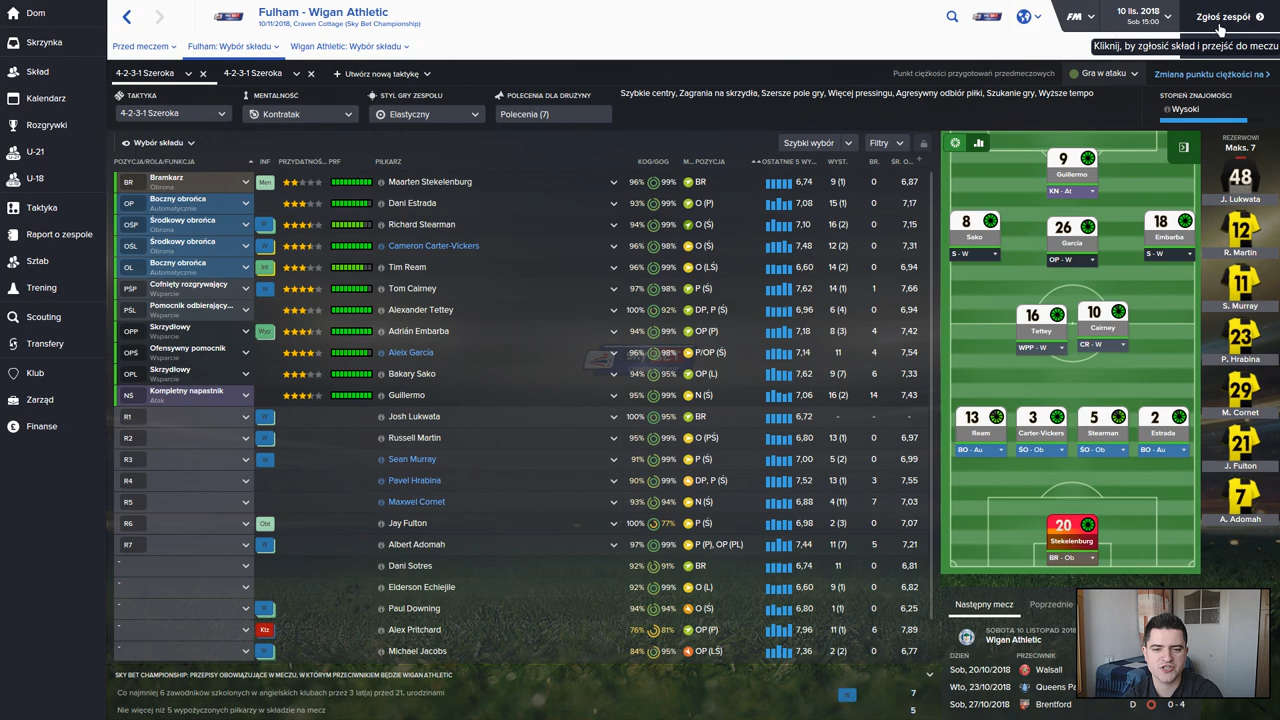 Dom
Skrzynka
Skład
Kalendarz
Rozgrywki
U-21
U-18
Taktyka
Raport o zespole
Sztab
Trening
Scouting
Transfery
Klub
Zarząd
Finanse
Fulham - Wigan Athletic
10/11/2018, Craven Cottage (Sky Bet Championship)
FM
10 lis. 2018
Sob 15:00
Zgłoś zespół
Kliknij, by zgłosić skład i przejść do meczu
Przed meczem
Fulham: Wybór składu
Wigan Athletic: Wybór składu
4-2-3-1 Szeroka
4-2-3-1 Szeroka
Utwórz nową taktykę
Punkt ciężkości przygotowań przedmeczowych
Gra w ataku
Zmiana punktu ciężkości na >
TAKTYKA
4-2-3-1 Szeroka
MENTALNOŚĆ
Kontratak
STYL GRY ZESPOŁU
Elastyczny
POLECENIA DLA DRUŻYNY
Polecenia (7)
Szybkie centry, Zagrania na skrzydła, Szersze pole gry, Więcej pressingu, Agresywny odbiór piłki, Szukanie gry, Wyższe tempo
STOPIEŃ ZNAJOMOŚCI
Wysoki
Wybór składu
Szybki wybór
Filtry
POZYCJA/ROLA/FUNKCJA INF PRZYDATNOŚ... PRF PIŁKARZ KOG/GOG M... POZYCJA OSTATNIE 5 WY... WYST. BR. ŚR. O...
BR Bramkarz Obrona Men Maarten Stekelenburg 96% 99% BR 6,74 9 (1) 0 6,87
OP Boczny obrońca Automatycznie Dani Estrada 93% 99% O (P) 7,08 15 (1) 0 7,17
OŚP Środkowy obrońca Obrona W Richard Stearman 94% 99% O (Ś) 7,10 16 (2) 0 7,15
OŚL Środkowy obrońca Obrona W Cameron Carter-Vickers 96% 98% O (Ś) 7,48 12 (2) 0 7,31
OL Boczny obrońca Automatycznie Int Tim Ream 96% 99% O (LŚ) 7,16 14 (2) 0 6,94
PŚP Cofnięty rozgrywający Wsparcie W Tom Cairney 97% 98% P (Ś) 7,62 14 (1) 1 7,66
PŚL Pomocnik odbierający... Wsparcie Alexander Tettey 100% 92% DP, P (Ś) 6,96 6 (4) 0 6,94
OPP Skrzydłowy Wsparcie Wyp Adrián Embarba 94% 99% OP (P) 7,18 8 (3) 4 7,42
OPŚ Ofensywny pomocnik Wsparcie Aleix García 96% 98% P/OP (Ś) 7,14 11 4 7,54
OPL Skrzydłowy Wsparcie Bakary Sako 94% 95% OP (L) 7,62 9 (7) 6 7,33
NŚ Kompletny napastnik Atak Guillermo 95% 99% N (Ś) 7,06 16 (2) 14 7,43
R1 W Josh Lukwata 100% 95% BR 6,72 - - -
R2 W Russell Martin 95% 99% O (PŚ) 6,80 13 (1) 0 6,97
R3 W Sean Murray 91% 99% P (Ś) 7,00 5 (2) 0 6,99
R4 Pavel Hrabina 90% 99% DP, P (Ś) 7,52 13 (1) 3 7,55
R5 Maxwel Cornet 93% 94% N (Ś) 6,88 4 (11) 7 7,03
R6 Obt Jay Fulton 100% 77% P (Ś) 6,98 2 (3) 0 7,07
R7 W Albert Adomah 97% 96% P (P), OP (PL) 7,44 11 (7) 5 7,21
- Dani Sotres 92% 91% BR 6,74 11 0 6,81
- Elderson Echiejile 92% 99% O (L) 6,60 9 (1) 0 6,82
- W Paul Downing 94% 94% O (Ś) 6,80 1 (1) 0 6,25
- Ktz Alex Pritchard 76% 81% OP (P) 7,96 11 (1) 6 7,89
- W Michael Jacobs 84% 95% OP (LŚ) 7,36 2 (2) 0 6,77
SKY BET CHAMPIONSHIP: PRZEPISY OBOWIĄZUJĄCE W MECZU, W KTÓRYM PRZECIWNIKIEM BĘDZIE WIGAN ATHLETIC
Co najmniej 6 zawodników szkolonych w angielskich klubach przez 3 lat(a) przed 21. urodzinami W 7
Nie więcej niż 5 wypożyczonych piłkarzy w składzie na mecz 5
9
Guillermo
KN - At
8 26 18
Sako García Embarba
S - W OP - W S - W
16 10
Tettey Cairney
WPP - W CR - W
13 3 5 2
Ream Carter-Vickers Stearman Estrada
BO - Au ŚO - Ob ŚO - Ob BO - Au
20
Stekelenburg
BR - Ob
REZERWOWI
Maks. 7
48
J. Lukwata
12
R. Martin
11
S. Murray
23
P. Hrabina
29
M. Cornet
21
J. Fulton
7
A. Adomah
Następny mecz
Poprzednie
SOBOTA 10 LISTOPAD 2018
Wigan Athletic
DZIEŃ PRZECIWNIK
Sob, 20/10/2018 Walsall
Wto, 23/10/2018 Queens Pa
Sob, 27/10/2018 Brentford D 0 - 4